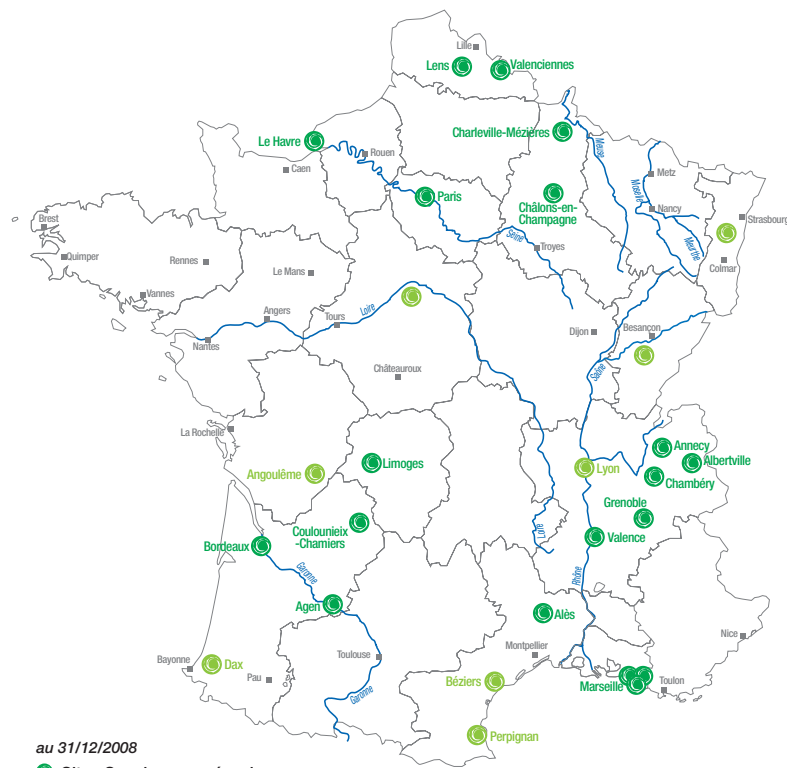 Lille
Lens
Valenciennes
Charleville-Mézières
Meuse
Le Havre
Rouen
Caen
Metz
Moselle
Paris
Châlons-en-
Champagne
Nancy
Strasbourg
Brest
Seine
Troyes
Meurthe
Quimper
Rennes
Colmar
Le Mans
Vannes
Angers
Loire
Tours
Dijon
Besançon
Nantes
Saône
Châteauroux
La Rochelle
Annecy
Angoulême
Limoges
Lyon
Albertville
Chambéry
Grenoble
Coulounieix
-Chamiers
Loire
Valence
Bordeaux
Garonne
Rhône
Agen
Alès
Nice
Montpellier
Toulouse
Bayonne
Dax
Pau
Béziers
Marseille
Toulon
Garonne
Perpignan
au 31/12/2008